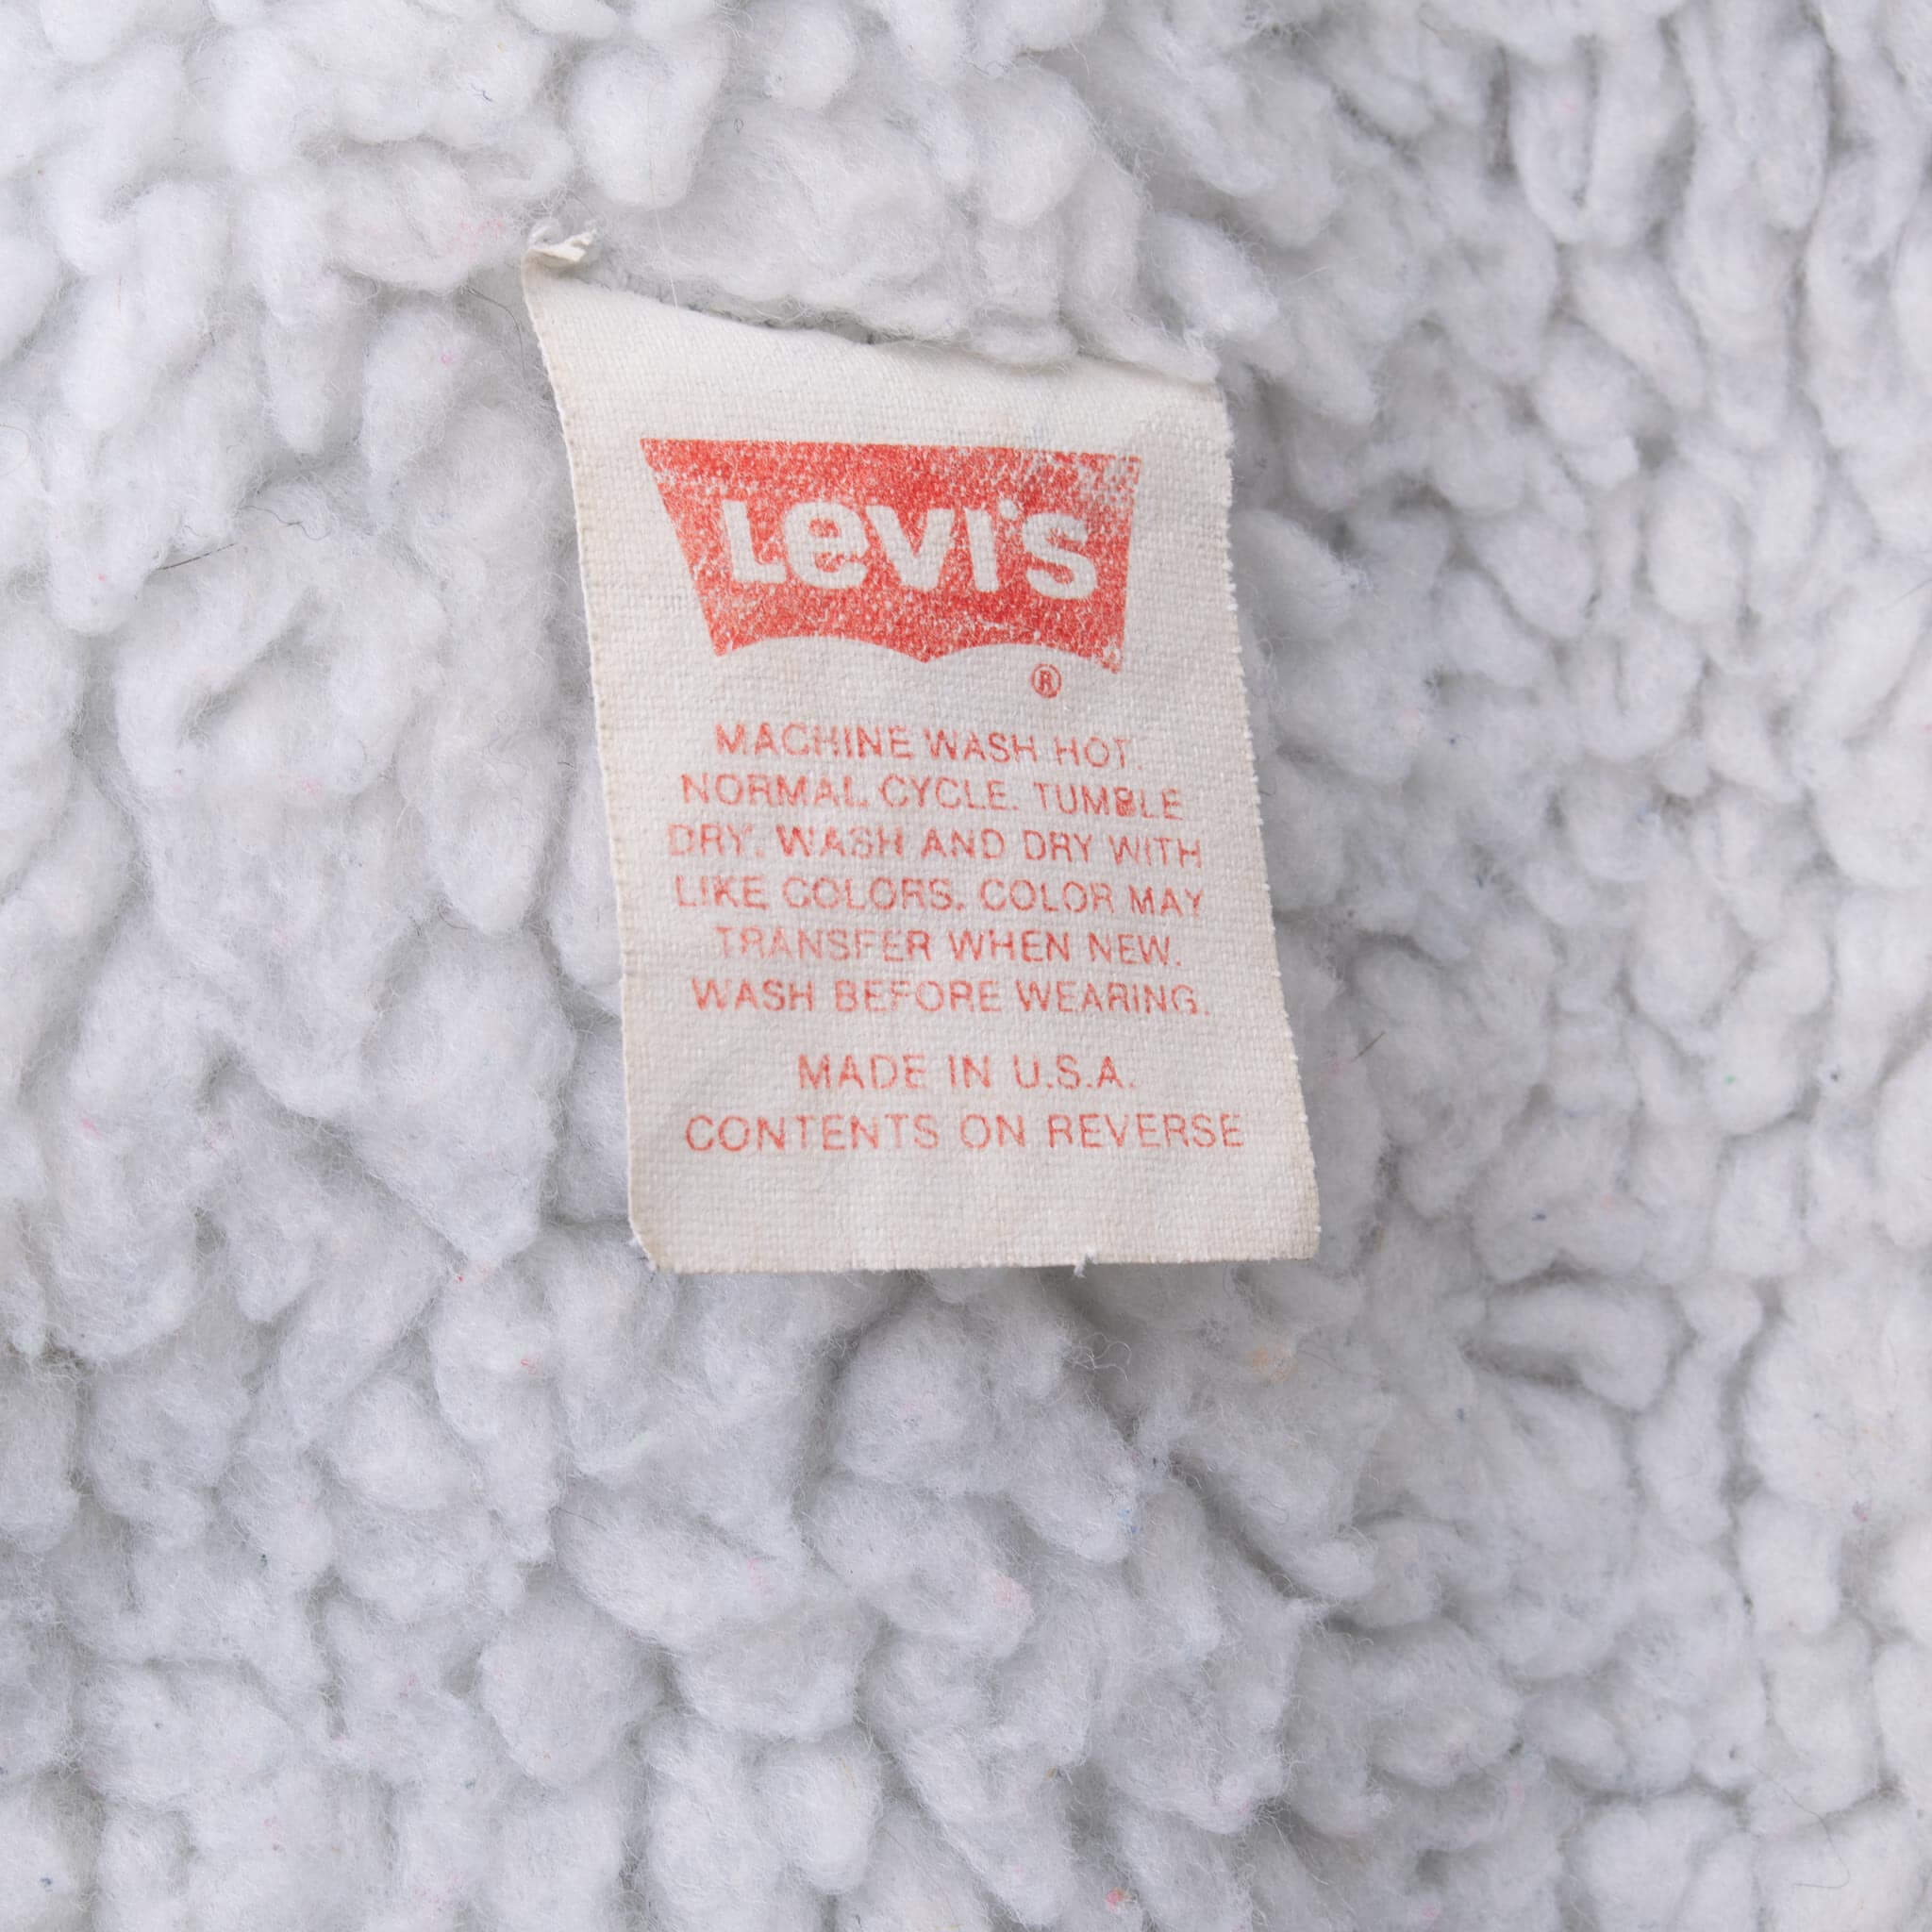 Levi's
®
MACHINE WASH HOT.
NORMAL CYCLE. TUMBLE
DRY. WASH AND DRY WITH
LIKE COLORS. COLOR MAY
TRANSFER WHEN NEW.
WASH BEFORE WEARING.
MADE IN U.S.A.
CONTENTS ON REVERSE